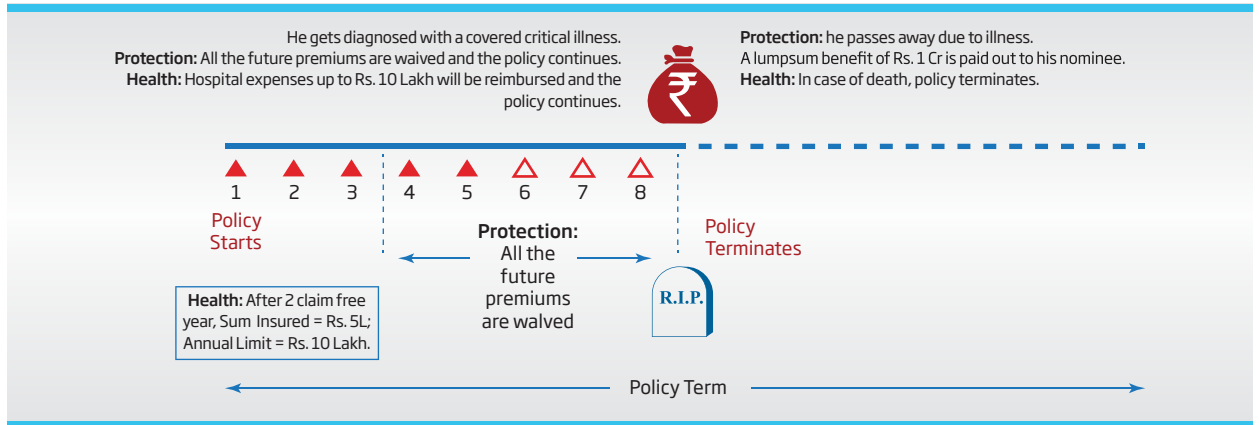 He gets diagnosed with a covered critical illness.
Protection: All the future premiums are waived and the policy continues.
Health: Hospital expenses up to Rs. 10 Lakh will be reimbursed and the
policy continues.
₹
Protection: he passes away due to illness.
A lumpsum benefit of Rs. 1 Cr is paid out to his nominee.
Health: In case of death, policy terminates.
1 2 3 4 5 6 7 8
Policy
Starts
Protection:
All the
future
premiums
are walved
Policy
Terminates
R.I.P.
Health: After 2 claim free
year, Sum Insured = Rs. 5L;
Annual Limit = Rs. 10 Lakh.
Policy Term